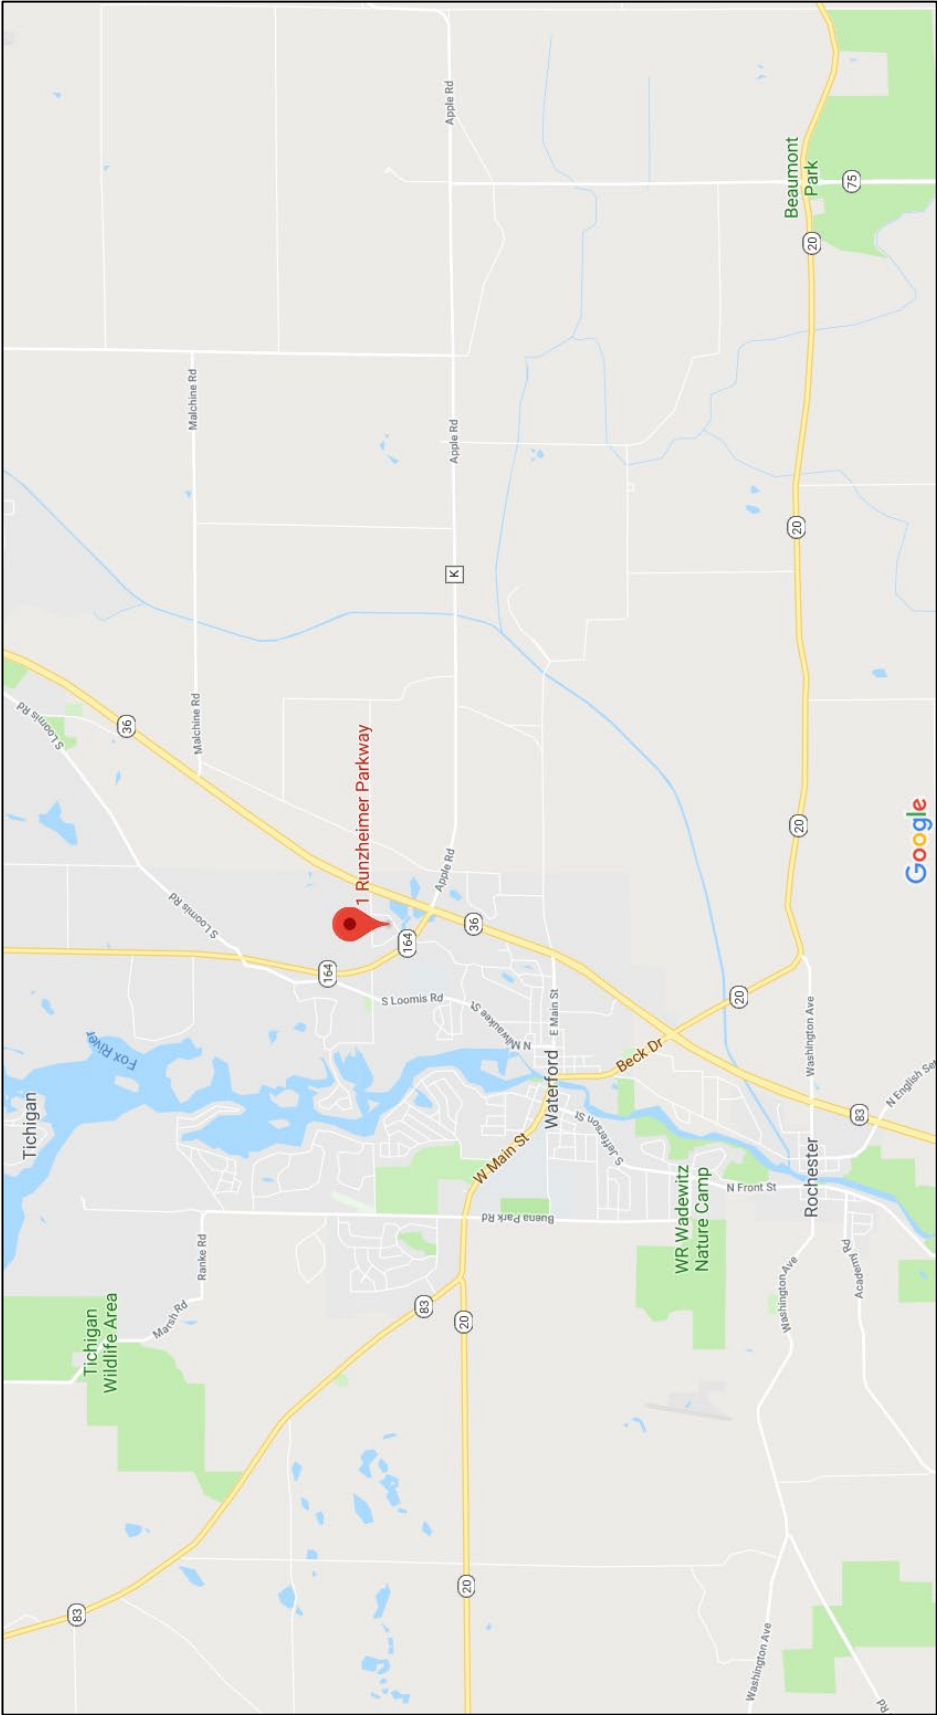 Tichigan
S Loomis Rd
83
Tichigan
Wildlife Area
Fox River
36
Marsh Rd
Ranke Rd
S Loomis Rd
Malchine Rd
Malchine Rd
164
1 Runzheimer Parkway
S Loomis Rd
164
83
Apple Rd
Apple Rd
Apple Rd
K
20
20
36
W Main St
N Milwaukee St
Buena Park Rd
Waterford
E Main St
S Jefferson St
Beck Dr
WR Wadewitz
Nature Camp
N Front St
20
Washington Ave
Washington Ave
Rochester
Washington Ave
20
20
20
Beaumont
Park
75
Academy Rd
83
Rd
N English Set
Google